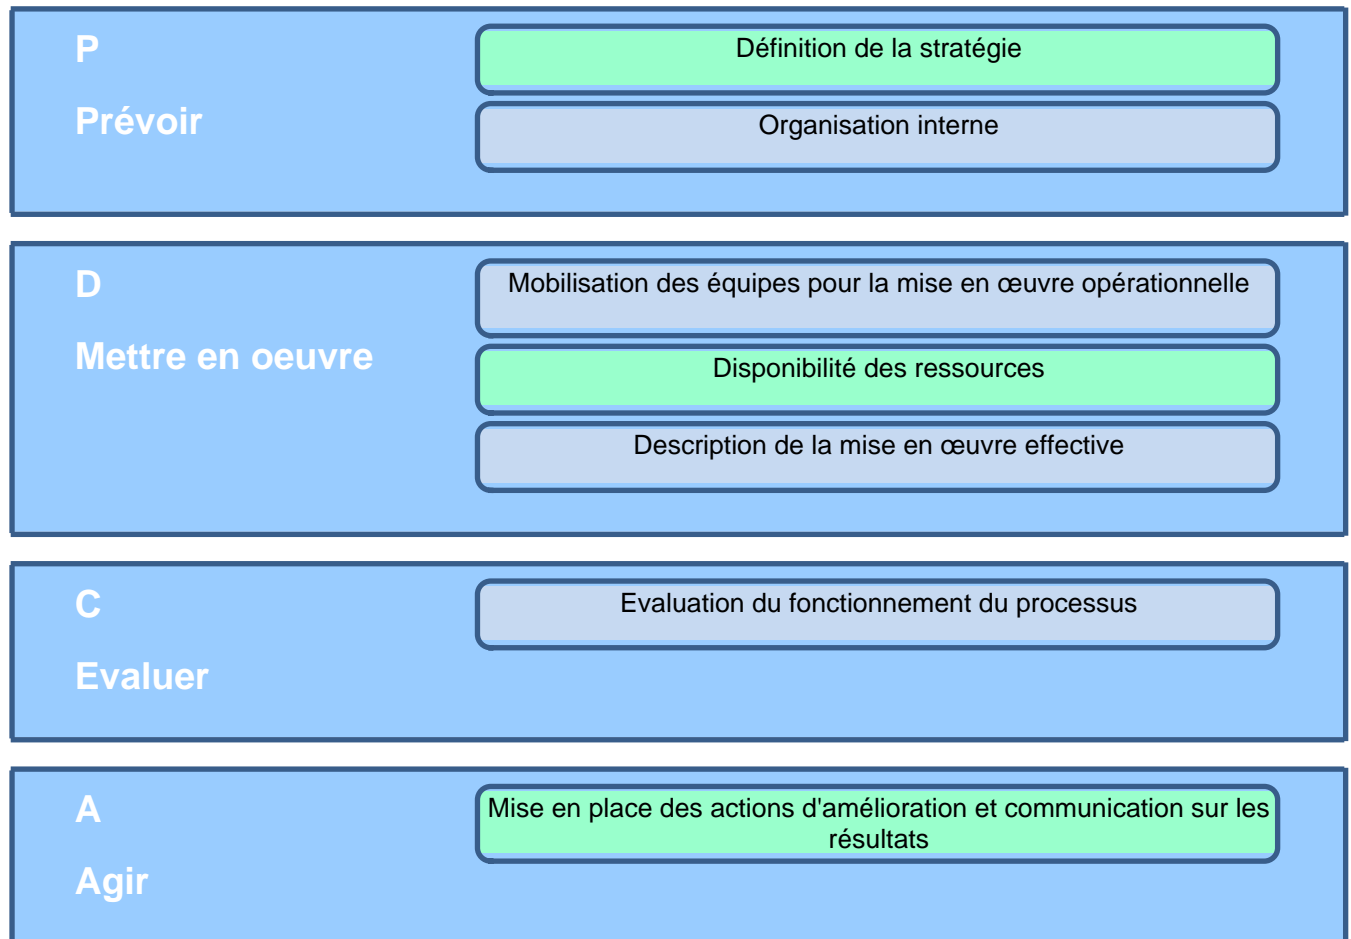 P
Prévoir
Définition de la stratégie
Organisation interne
D
Mettre en oeuvre
Mobilisation des équipes pour la mise en œuvre opérationnelle
Disponibilité des ressources
Description de la mise en œuvre effective
C
Evaluer
Evaluation du fonctionnement du processus
A
Agir
Mise en place des actions d'amélioration et communication sur les
résultats